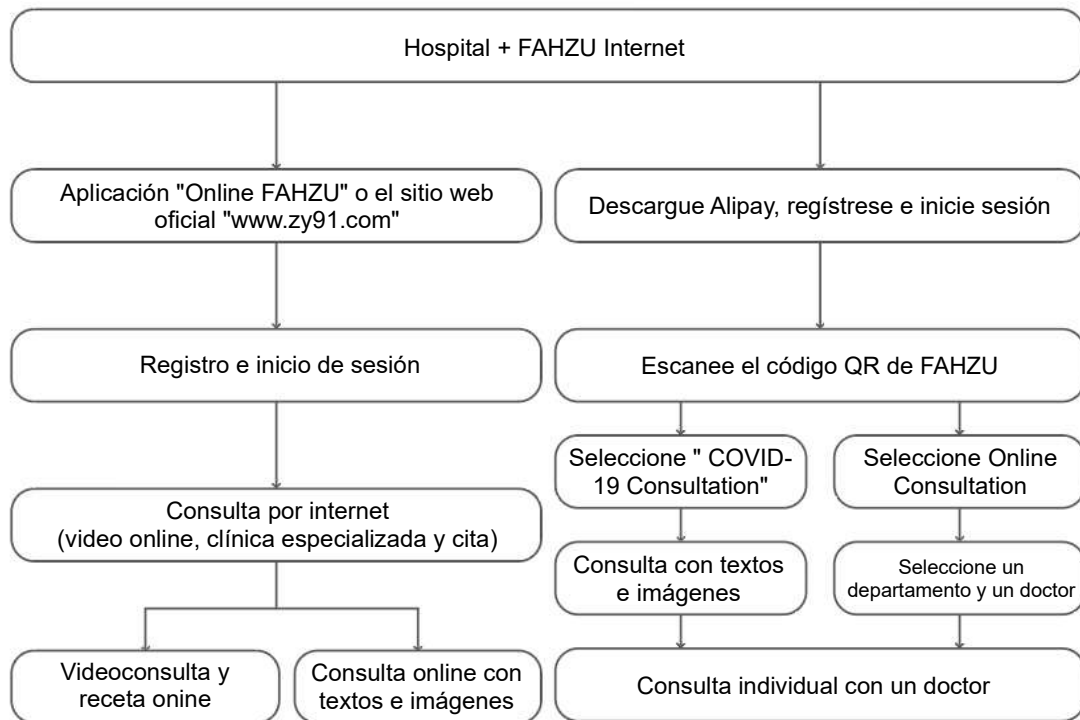 Hospital + FAHZU Internet
Aplicación "Online FAHZU" o el sitio web
oficial "www.zy91.com"
Descargue Alipay, regístrese e inicie sesión
Registro e inicio de sesión
Escanee el código QR de FAHZU
Seleccione " COVID-
19 Consultation"
Seleccione Online
Consultation
Consulta por internet
(video online, clínica especializada y cita)
Consulta con textos
e imágenes
Seleccione un
departamento y un doctor
Videoconsulta y
receta onine
Consulta online con
textos e imágenes
Consulta individual con un doctor